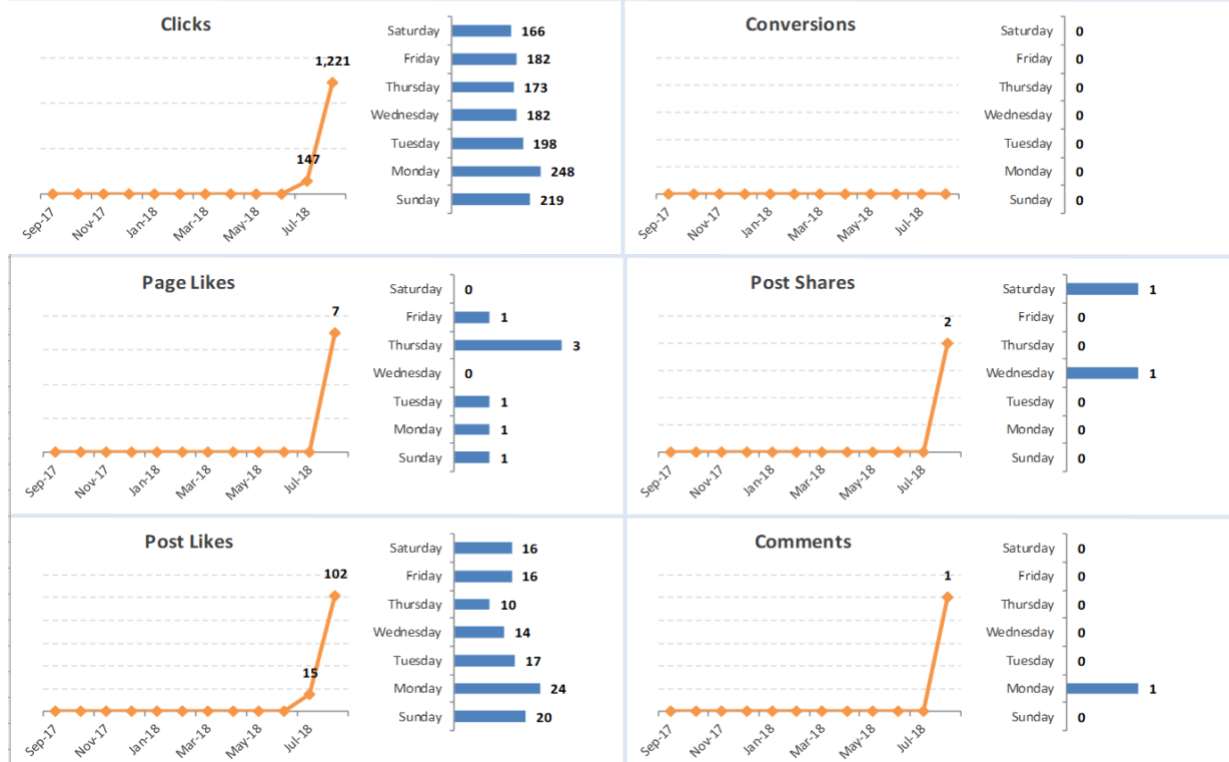 Clicks
1,221
147
Sep-17 Nov-17 Jan-18 Mar-18 May-18 Jul-18
Saturday 166
Friday 182
Thursday 173
Wednesday 182
Tuesday 198
Monday 248
Sunday 219
Conversions
Sep-17 Nov-17 Jan-18 Mar-18 May-18 Jul-18
Saturday 0
Friday 0
Thursday 0
Wednesday 0
Tuesday 0
Monday 0
Sunday 0
Page Likes
7
Sep-17 Nov-17 Jan-18 Mar-18 May-18 Jul-18
Saturday 0
Friday 1
Thursday 3
Wednesday 0
Tuesday 1
Monday 1
Sunday 1
Post Shares
2
Sep-17 Nov-17 Jan-18 Mar-18 May-18 Jul-18
Saturday 1
Friday 0
Thursday 0
Wednesday 1
Tuesday 0
Monday 0
Sunday 0
Post Likes
102
15
Sep-17 Nov-17 Jan-18 Mar-18 May-18 Jul-18
Saturday 16
Friday 16
Thursday 10
Wednesday 14
Tuesday 17
Monday 24
Sunday 20
Comments
1
Sep-17 Nov-17 Jan-18 Mar-18 May-18 Jul-18
Saturday 0
Friday 0
Thursday 0
Wednesday 0
Tuesday 0
Monday 1
Sunday 0